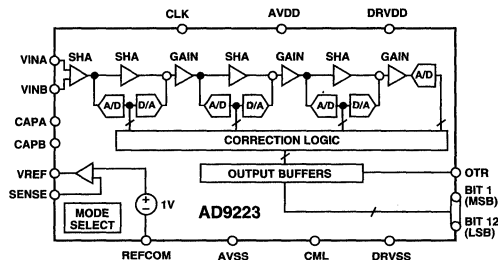 CLK AVDD DRVDD
VINA SHA SHA GAIN SHA GAIN SHA GAIN
A/D
VINB
A/D D/A A/D D/A A/D D/A
CAPA
CORRECTION LOGIC
CAPB
VREF OUTPUT BUFFERS OTR
SENSE BIT 1
(MSB)
MODE
SELECT
+
−
1V AD9223
BIT 12
(LSB)
REFCOM AVSS CML DRVSS